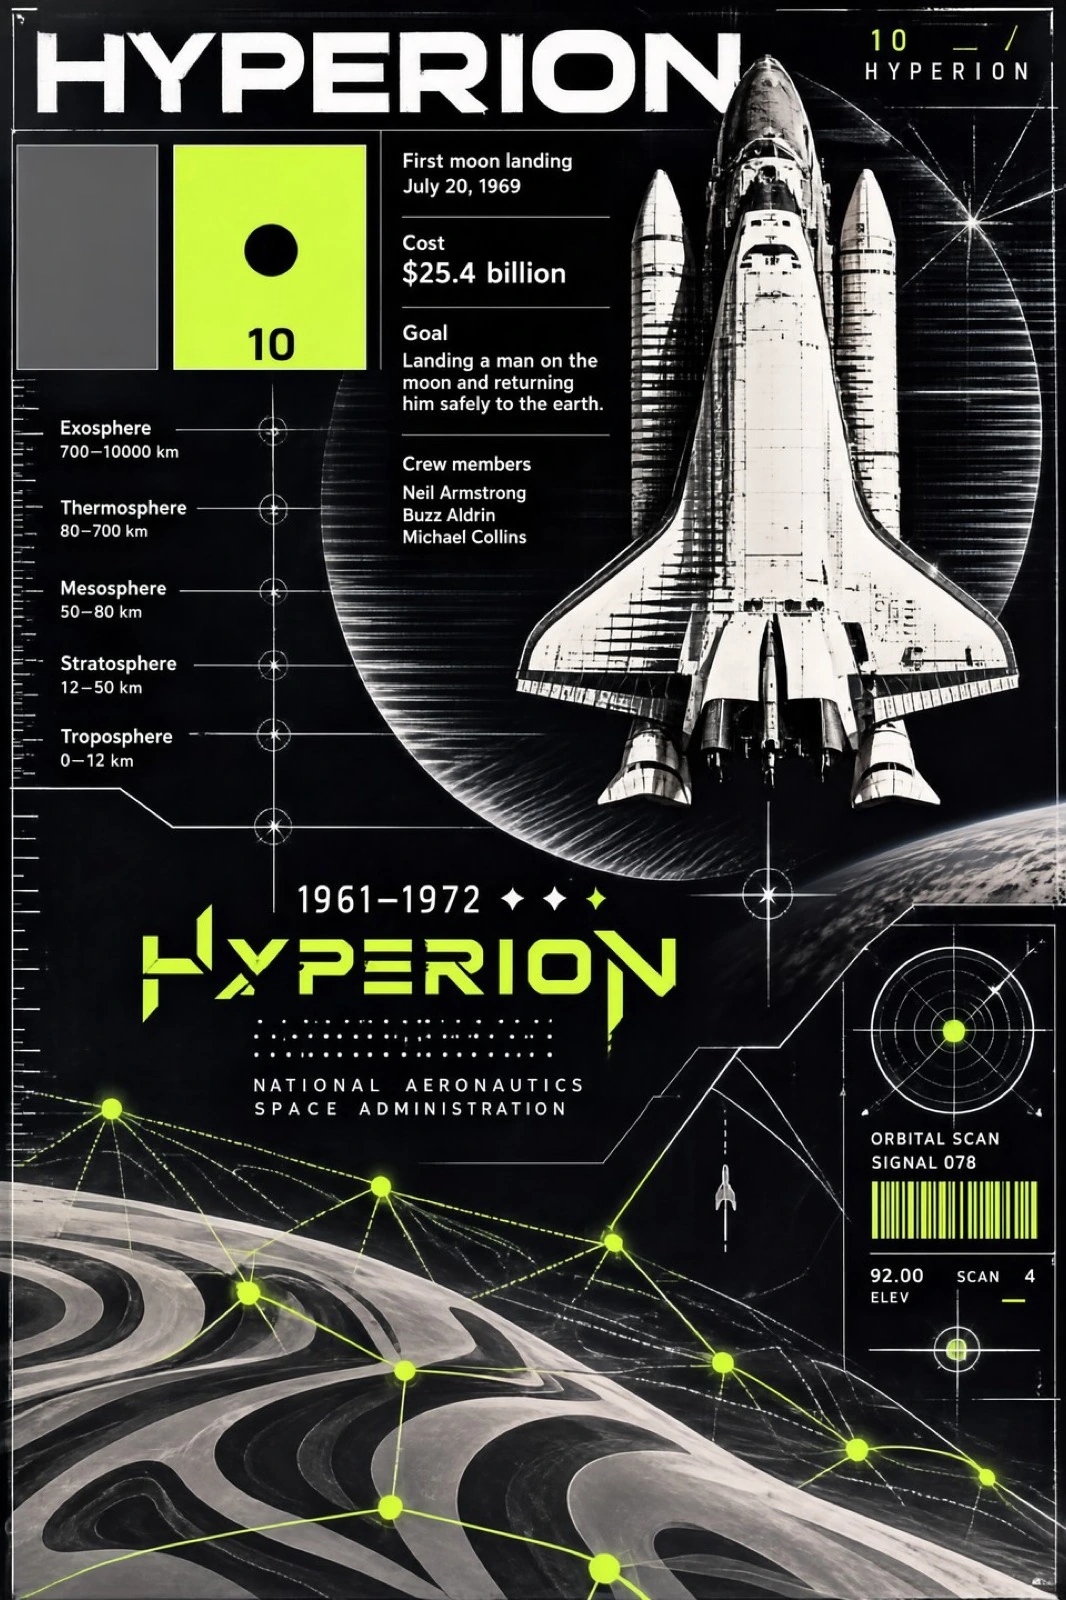 HYPERION
10 — /
HYPERION
10
First moon landing
July 20, 1969
Cost
$25.4 billion
Goal
Landing a man on the
moon and returning
him safely to the earth.
Crew members
Neil Armstrong
Buzz Aldrin
Michael Collins
Exosphere
700–10000 km
Thermosphere
80–700 km
Mesosphere
50–80 km
Stratosphere
12–50 km
Troposphere
0–12 km
1961–1972
HYPERION
NATIONAL AERONAUTICS
SPACE ADMINISTRATION
ORBITAL SCAN
SIGNAL 078
92.00 SCAN 4
ELEV